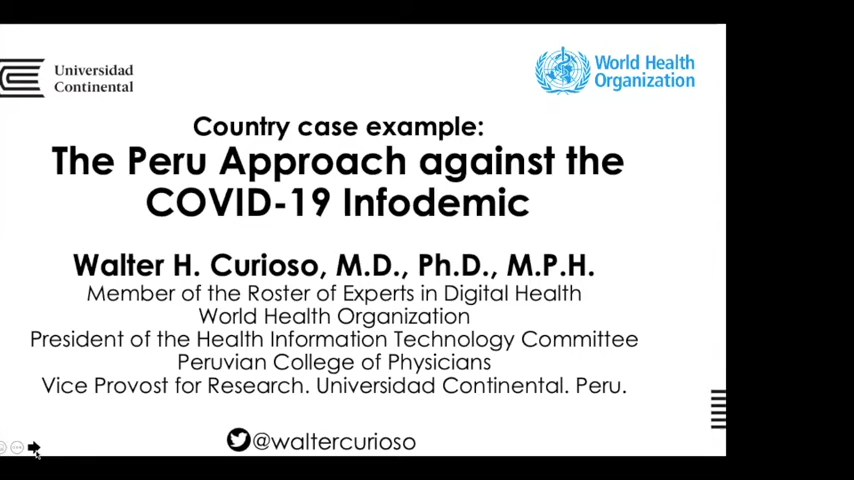 Universidad
Continental
World Health
Organization
Country case example:
The Peru Approach against the
COVID-19 Infodemic
Walter H. Curioso, M.D., Ph.D., M.P.H.
Member of the Roster of Experts in Digital Health
World Health Organization
President of the Health Information Technology Committee
Peruvian College of Physicians
Vice Provost for Research. Universidad Continental. Peru.
@waltercurioso